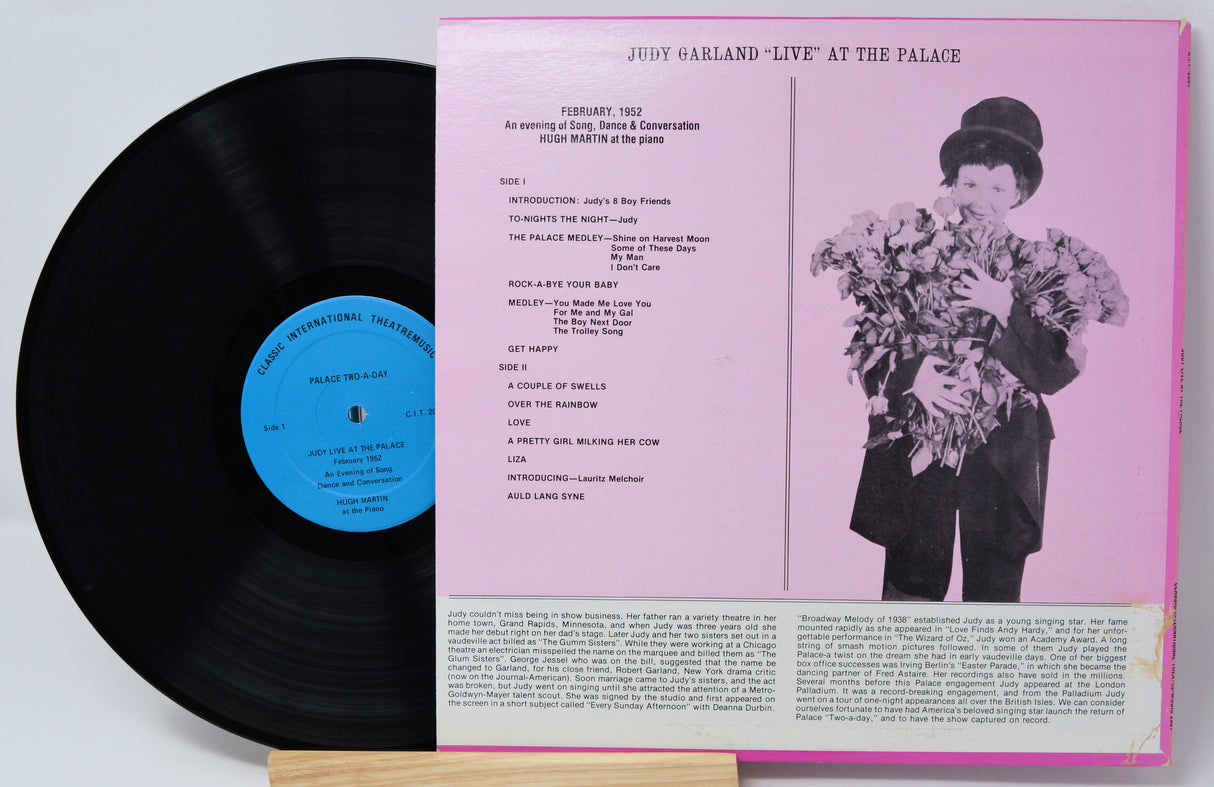 JUDY GARLAND "LIVE" AT THE PALACE
FEBRUARY, 1952
An evening of Song, Dance & Conversation
HUGH MARTIN at the piano
SIDE I
INTRODUCTION: Judy's 8 Boy Friends
TO-NIGHTS THE NIGHT—Judy
THE PALACE MEDLEY—Shine on Harvest Moon
Some of These Days
My Man
I Don't Care
ROCK-A-BYE YOUR BABY
MEDLEY—You Made Me Love You
For Me and My Gal
The Boy Next Door
The Trolley Song
GET HAPPY
SIDE II
A COUPLE OF SWELLS
OVER THE RAINBOW
LOVE
A PRETTY GIRL MILKING HER COW
LIZA
INTRODUCING—Lauritz Melchoir
AULD LANG SYNE
Judy couldn't miss being in show business. Her father ran a variety theatre in her
home town, Grand Rapids, Minnesota, and when Judy was three years old she
made her debut right on her dad's stage. Later Judy and her two sisters set out in a
vaudeville act billed as "The Gumm Sisters". While they were working at a Chicago
theatre an electrician misspelled the name on the marquee and billed them as "The
Glum Sisters". George Jessel who was on the bill, suggested that the name be
changed to Garland, for his close friend, Robert Garland, New York drama critic
(now on the Journal-American). Soon marriage came to Judy's sisters, and the act
was broken, but Judy went on singing until she attracted the attention of a Metro-
Goldwyn-Mayer talent scout. She was signed by the studio and first appeared on
the screen in a short subject called "Every Sunday Afternoon" with Deanna Durbin.
"Broadway Melody of 1938" established Judy as a young singing star. Her fame
mounted rapidly as she appeared in "Love Finds Andy Hardy," and for her unfor-
gettable performance in "The Wizard of Oz," Judy won an Academy Award. A long
string of smash motion pictures followed. In some of them Judy played the
Palace-a twist on the dream she had in early vaudeville days. One of her biggest
box office successes was Irving Berlin's "Easter Parade," in which she became the
dancing partner of Fred Astaire. Her recordings also have sold in the millions.
Several months before this Palace engagement Judy appeared at the London
Palladium. It was a record-breaking engagement, and from the Palladium Judy
went on a tour of one-night appearances all over the British Isles. We can consider
ourselves fortunate to have had America's beloved singing star launch the return of
Palace "Two-a-day," and to have the show captured on record.
CLASSIC INTERNATIONAL THEATREMUSIC
PALACE TWO-A-DAY
Side 1
C.I.T. 20
JUDY LIVE AT THE PALACE
February 1952
An Evening of Song,
Dance and Conversation
HUGH MARTIN
at the Piano